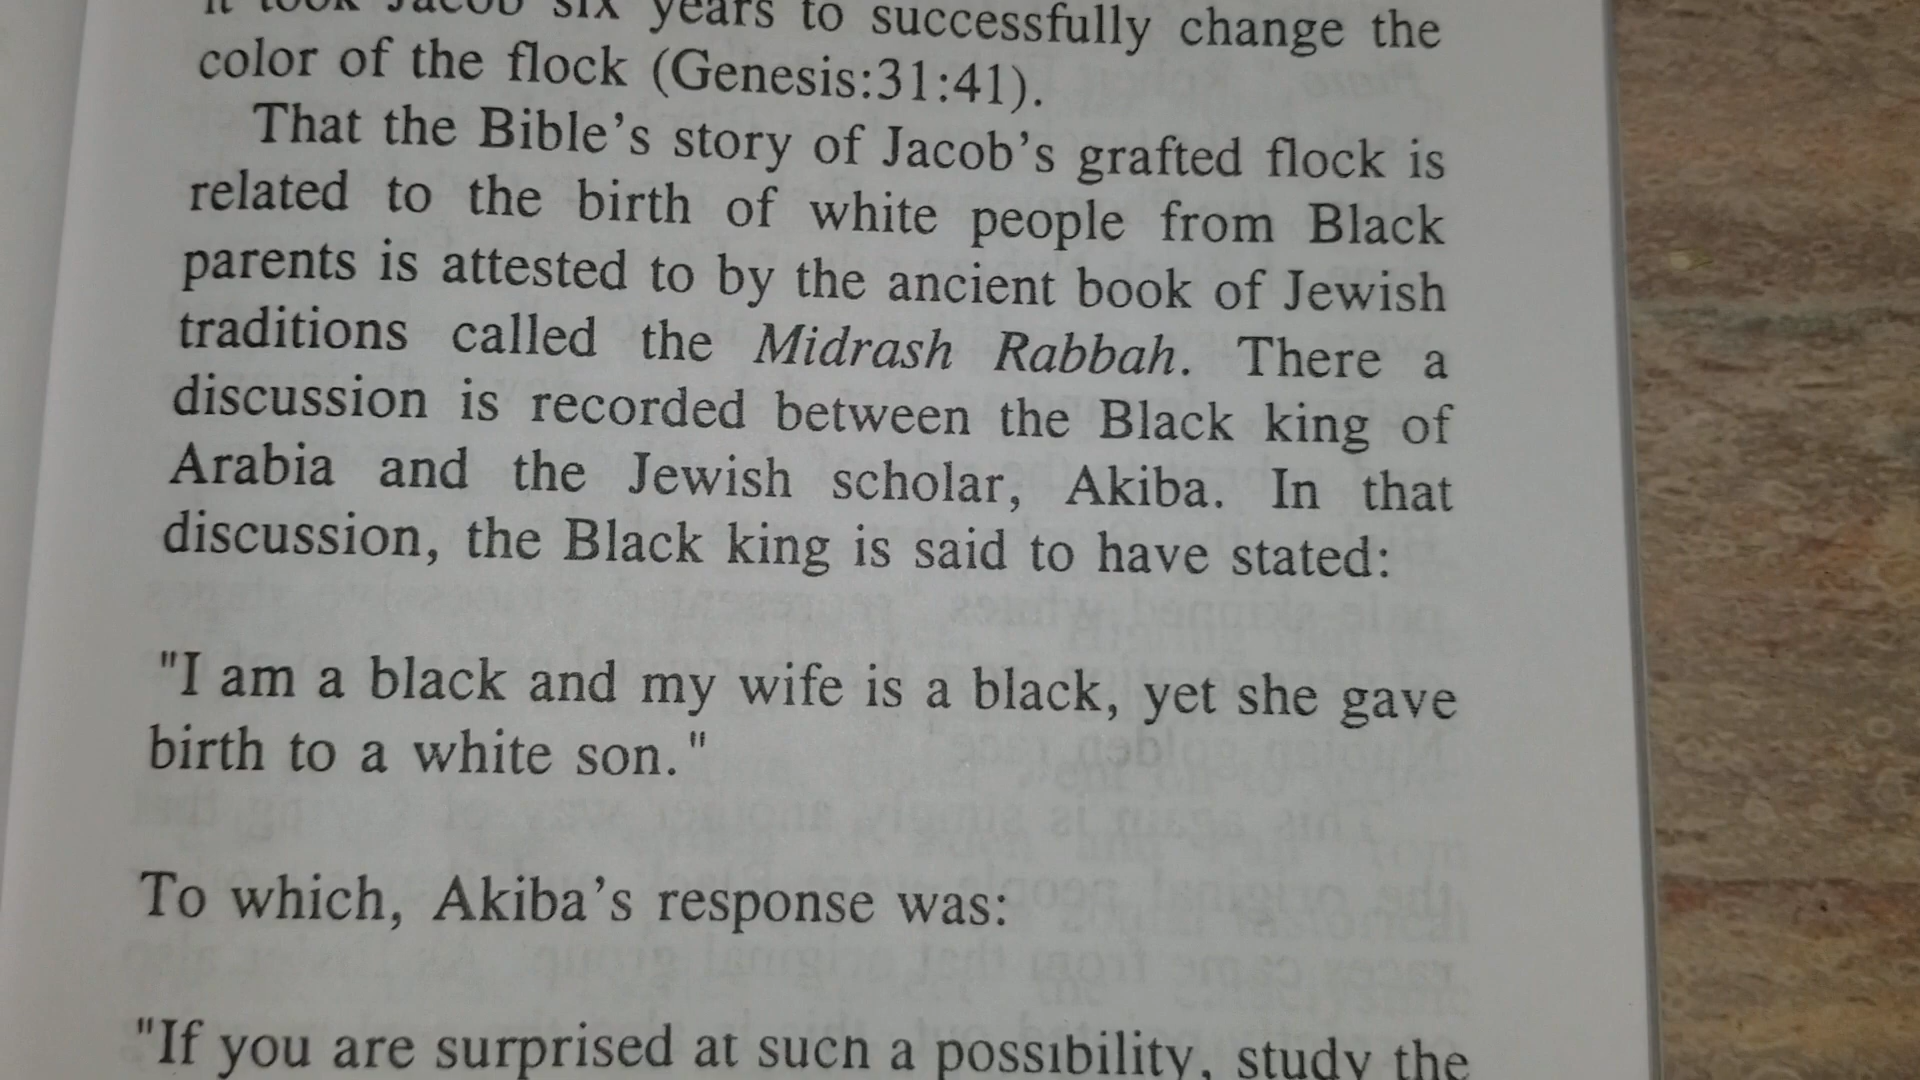 it took Jacob six years to successfully change the
color of the flock (Genesis:31:41).
That the Bible's story of Jacob's grafted flock is
related to the birth of white people from Black
parents is attested to by the ancient book of Jewish
traditions called the Midrash Rabbah. There a
discussion is recorded between the Black king of
Arabia and the Jewish scholar, Akiba. In that
discussion, the Black king is said to have stated:
"I am a black and my wife is a black, yet she gave
birth to a white son."
To which, Akiba's response was:
"If you are surprised at such a possibility, study the